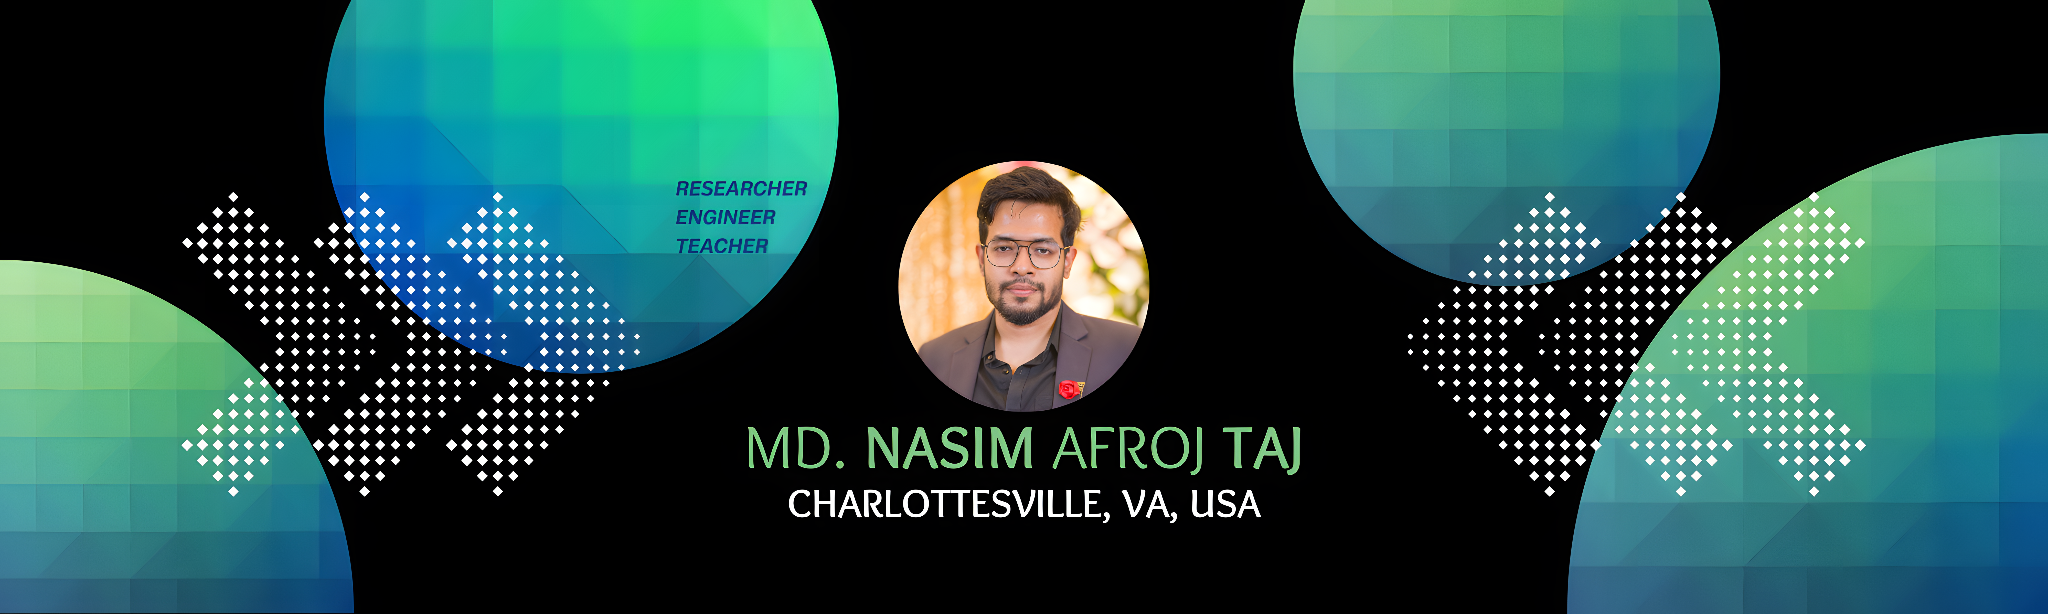 RESEARCHER
ENGINEER
TEACHER
MD. NASIM AFROJ TAJ
CHARLOTTESVILLE, VA, USA